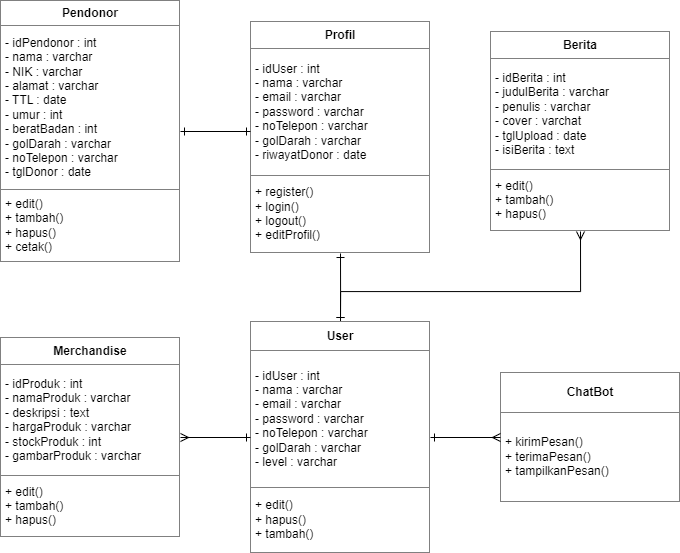 Pendonor
- idPendonor : int
- nama : varchar
- NIK : varchar
- alamat : varchar
- TTL : date
- umur : int
- beratBadan : int
- golDarah : varchar
- noTelepon : varchar
- tglDonor : date
+ edit()
+ tambah()
+ hapus()
+ cetak()
Profil
- idUser : int
- nama : varchar
- email : varchar
- password : varchar
- noTelepon : varchar
- golDarah : varchar
- riwayatDonor : date
+ register()
+ login()
+ logout()
+ editProfil()
Berita
- idBerita : int
- judulBerita : varchar
- penulis : varchar
- cover : varchat
- tglUpload : date
- isiBerita : text
+ edit()
+ tambah()
+ hapus()
Merchandise
- idProduk : int
- namaProduk : varchar
- deskripsi : text
- hargaProduk : varchar
- stockProduk : int
- gambarProduk : varchar
+ edit()
+ tambah()
+ hapus()
User
- idUser : int
- nama : varchar
- email : varchar
- password : varchar
- noTelepon : varchar
- golDarah : varchar
- level : varchar
+ edit()
+ hapus()
+ tambah()
ChatBot
+ kirimPesan()
+ terimaPesan()
+ tampilkanPesan()